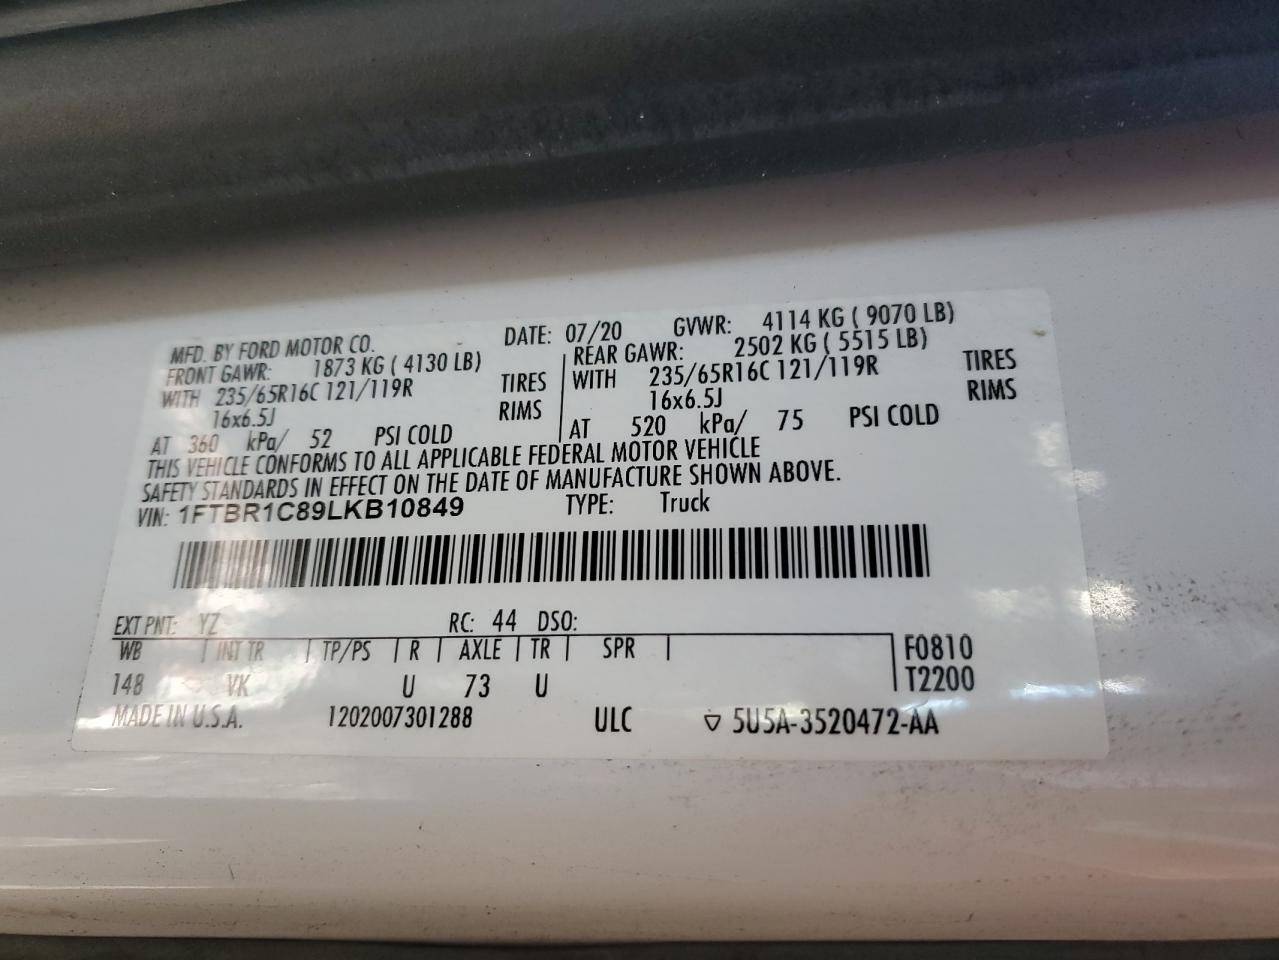 MFD. BY FORD MOTOR CO. DATE: 07/20 GVWR: 4114 KG ( 9070 LB)
FRONT GAWR: 1873 KG ( 4130 LB) REAR GAWR: 2502 KG ( 5515 LB)
WITH 235/65R16C 121/119R TIRES WITH 235/65R16C 121/119R TIRES
16x6.5J RIMS 16x6.5J RIMS
AT 360 kPa/ 52 PSI COLD AT 520 kPa/ 75 PSI COLD
THIS VEHICLE CONFORMS TO ALL APPLICABLE FEDERAL MOTOR VEHICLE
SAFETY STANDARDS IN EFFECT ON THE DATE OF MANUFACTURE SHOWN ABOVE.
VIN: 1FTBR1C89LKB10849 TYPE: Truck
EXT PNT: YZ RC: 44 DSO:
WB | INT TR | TP/PS | R | AXLE | TR | SPR | F0810
148 VK U 73 U T2200
MADE IN U.S.A. 1202007301288 ULC 5U5A-3520472-AA